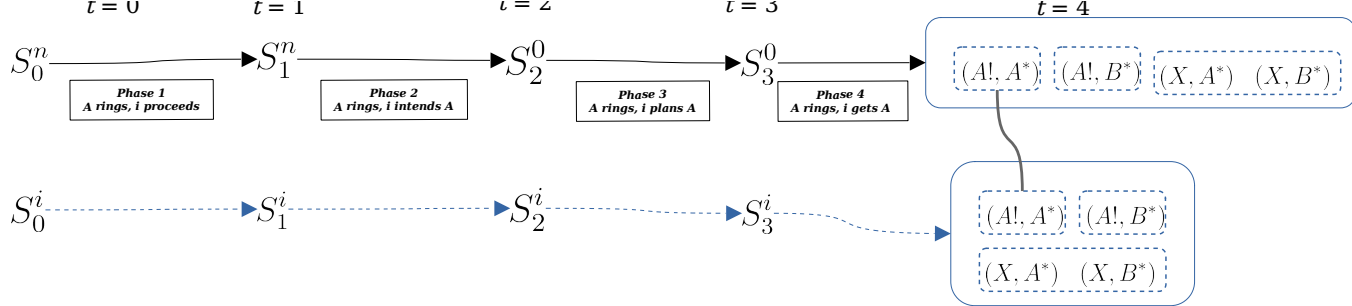 t = 0 t = 1 t = 2 t = 3 t = 4
S_0^n S_1^n S_2^0 S_3^0 (A!, A*) (A!, B*) (X, A*) (X, B*)
Phase 1 Phase 2 Phase 3 Phase 4
A rings, i proceeds A rings, i intends A A rings, i plans A A rings, i gets A
S_0^i S_1^i S_2^i S_3^i (A!, A*) (A!, B*)
(X, A*) (X, B*)